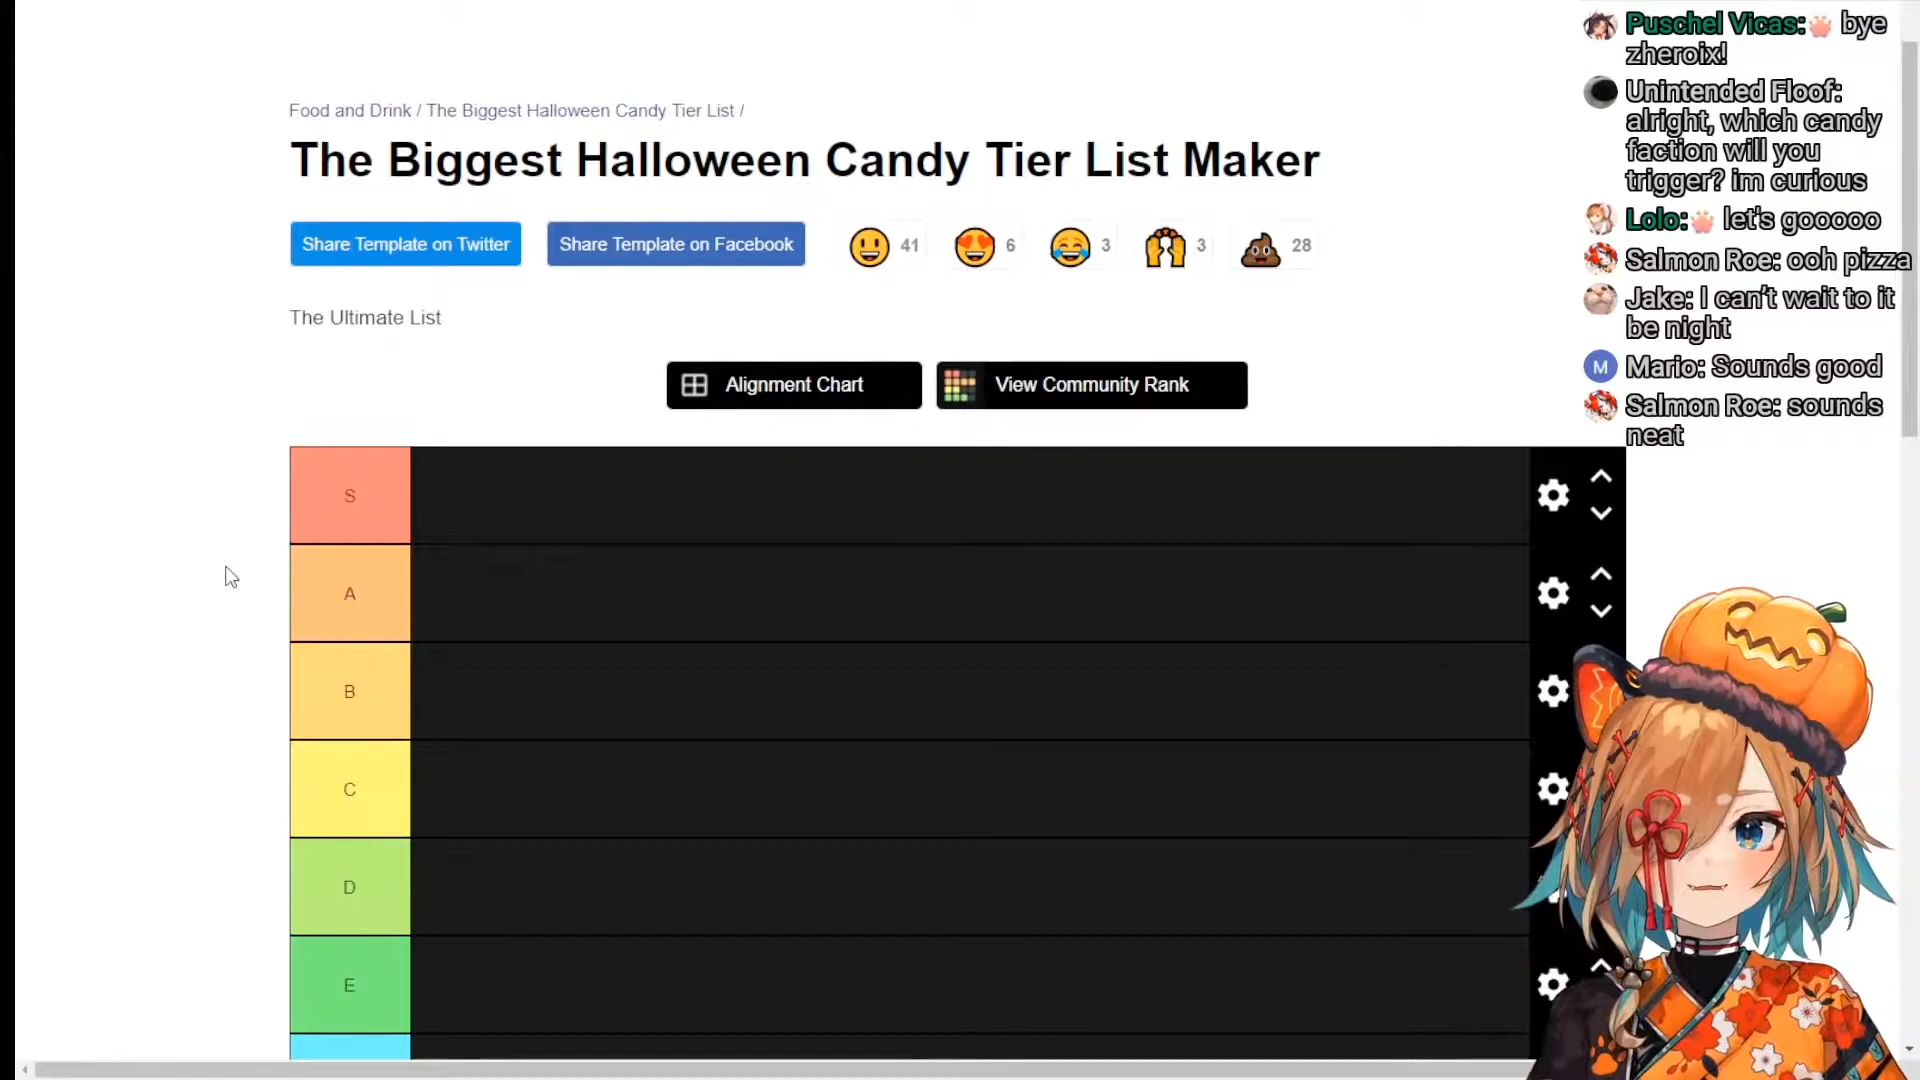 Food and Drink / The Biggest Halloween Candy Tier List /
The Biggest Halloween Candy Tier List Maker
Share Template on Twitter
Share Template on Facebook
41
6
3
3
28
The Ultimate List
Alignment Chart
View Community Rank
S
A
B
C
D
E
Puschel Vicas: bye
zheroix!
Unintended Floof:
alright, which candy
faction will you
trigger? im curious
Lolo: let's gooooo
Salmon Roe: ooh pizza
M
Jake: I can't wait to it
be night
Mario: Sounds good
Salmon Roe: sounds
neat